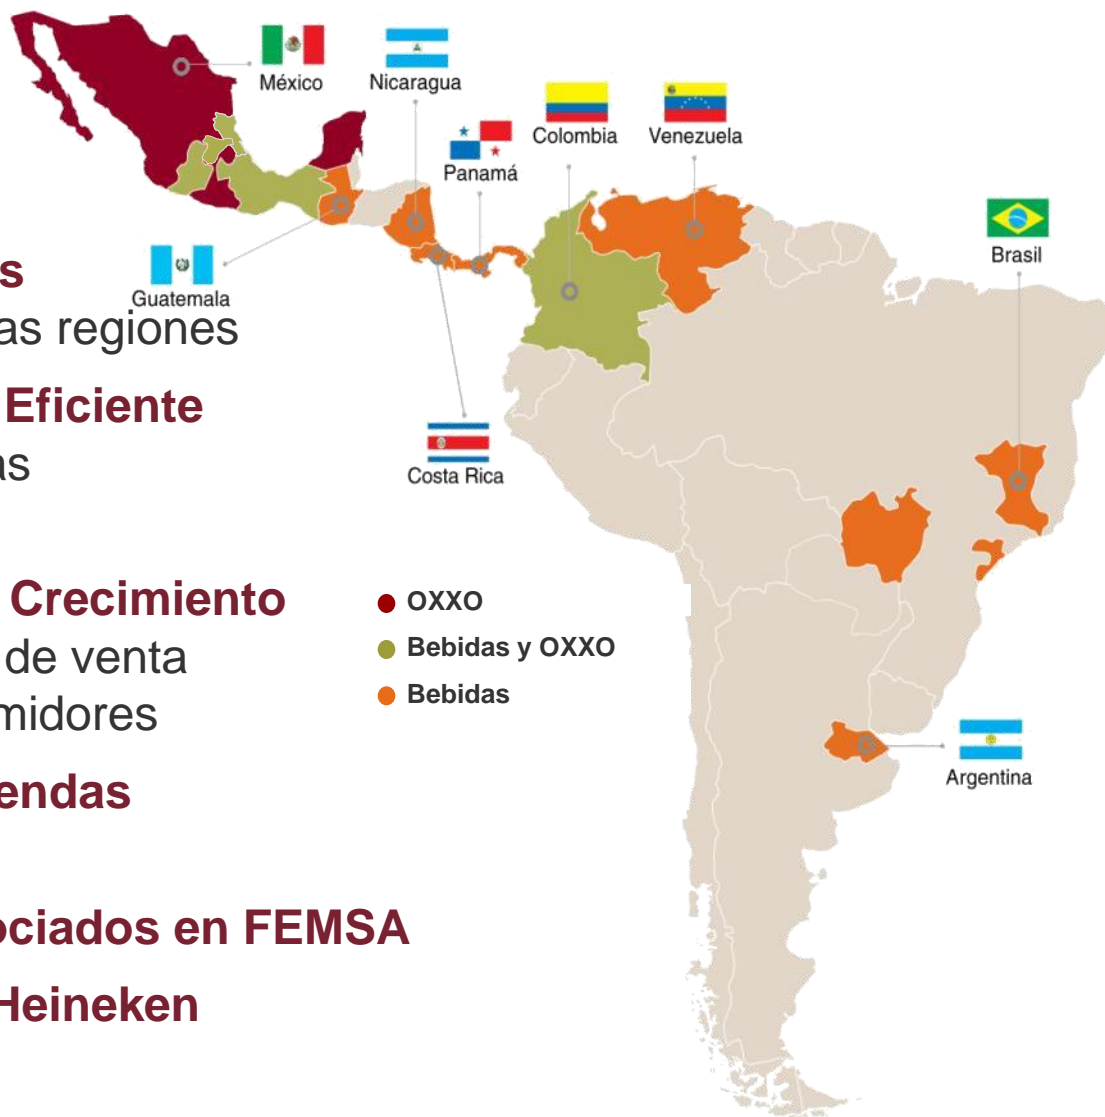 México
Nicaragua
Colombia
Venezuela
Panamá
Brasil
s
Guatemala
as regiones
Eficiente
as
Costa Rica
Crecimiento
de venta
midores
OXXO
Bebidas y OXXO
Bebidas
Argentina
endas
ociados en FEMSA
Heineken